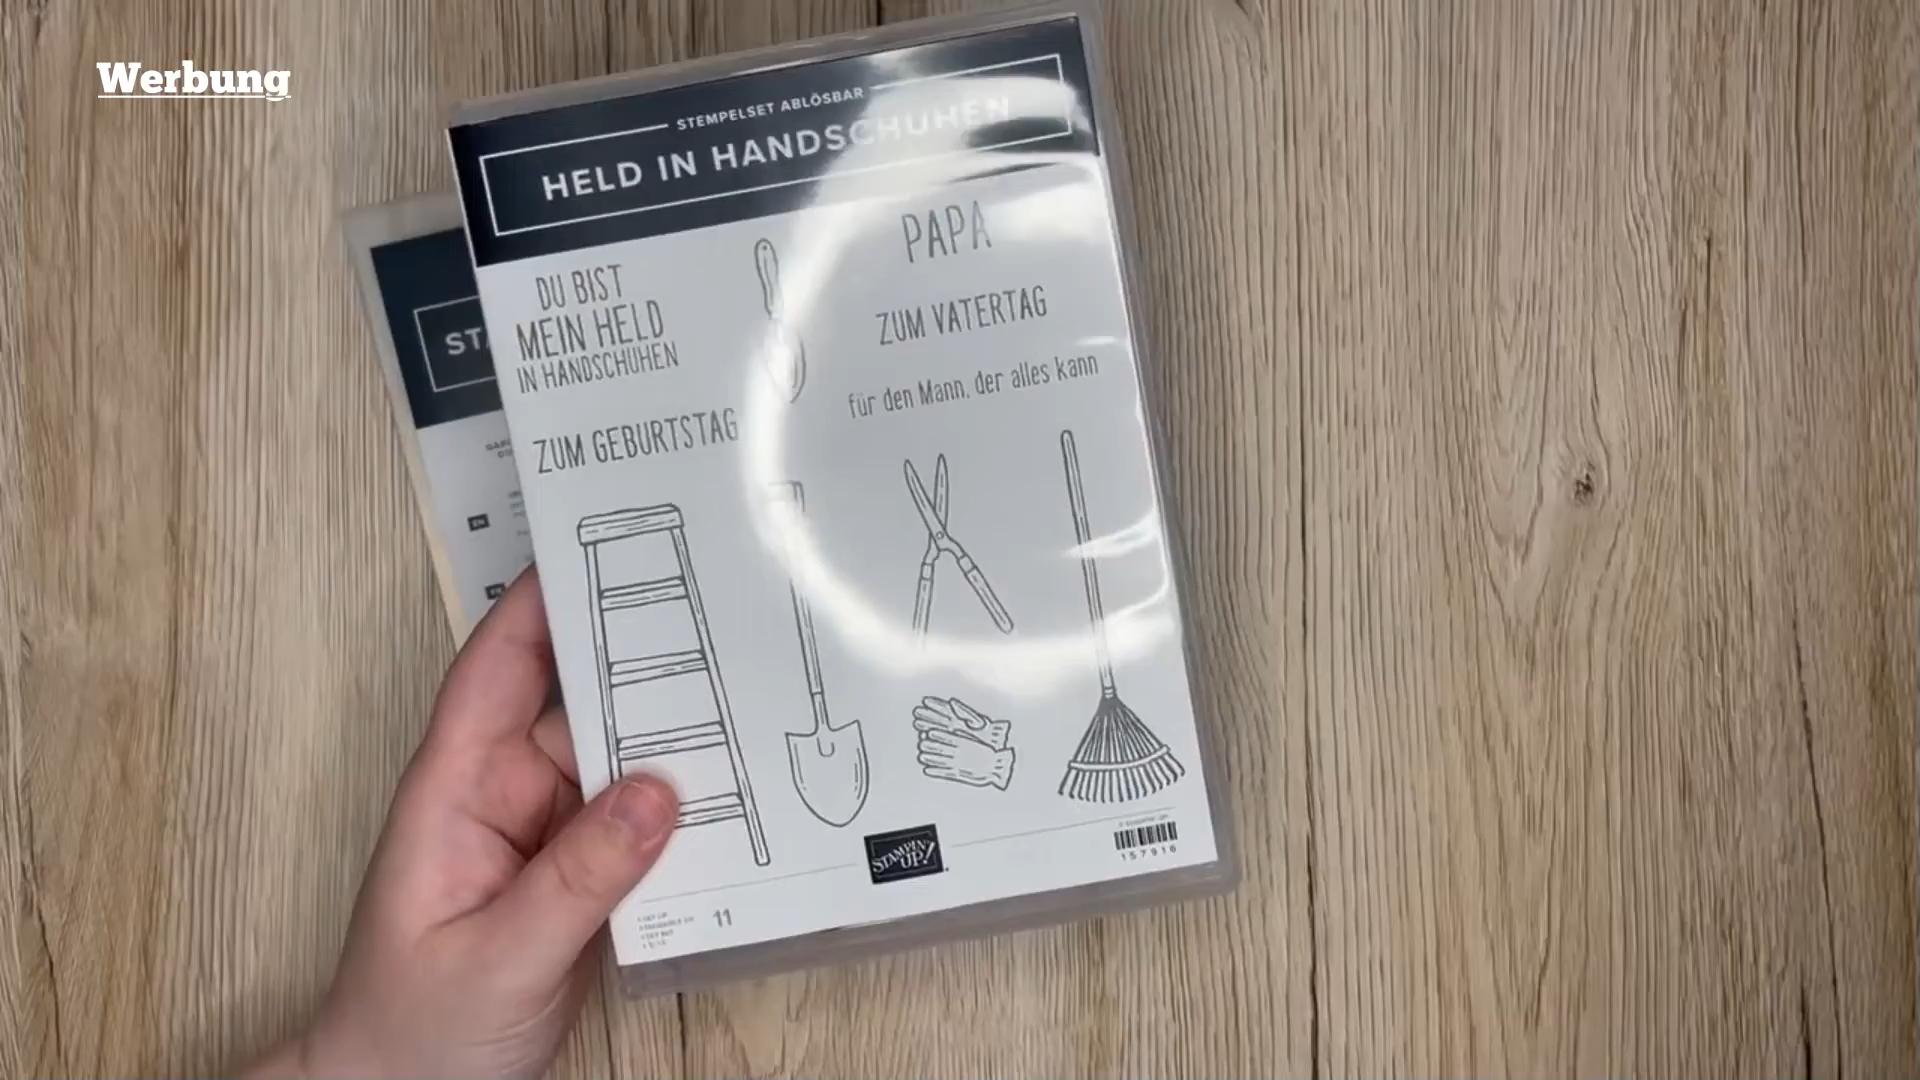 Werbung
STEMPELSET ABLÖSBAR
HELD IN HANDSCHUHEN
PAPA
DU BIST
MEIN HELD
IN HANDSCHUHEN
ZUM VATERTAG
für den Mann, der alles kann
ZUM GEBURTSTAG
EN
STAMPIN'
UP!
157916
11